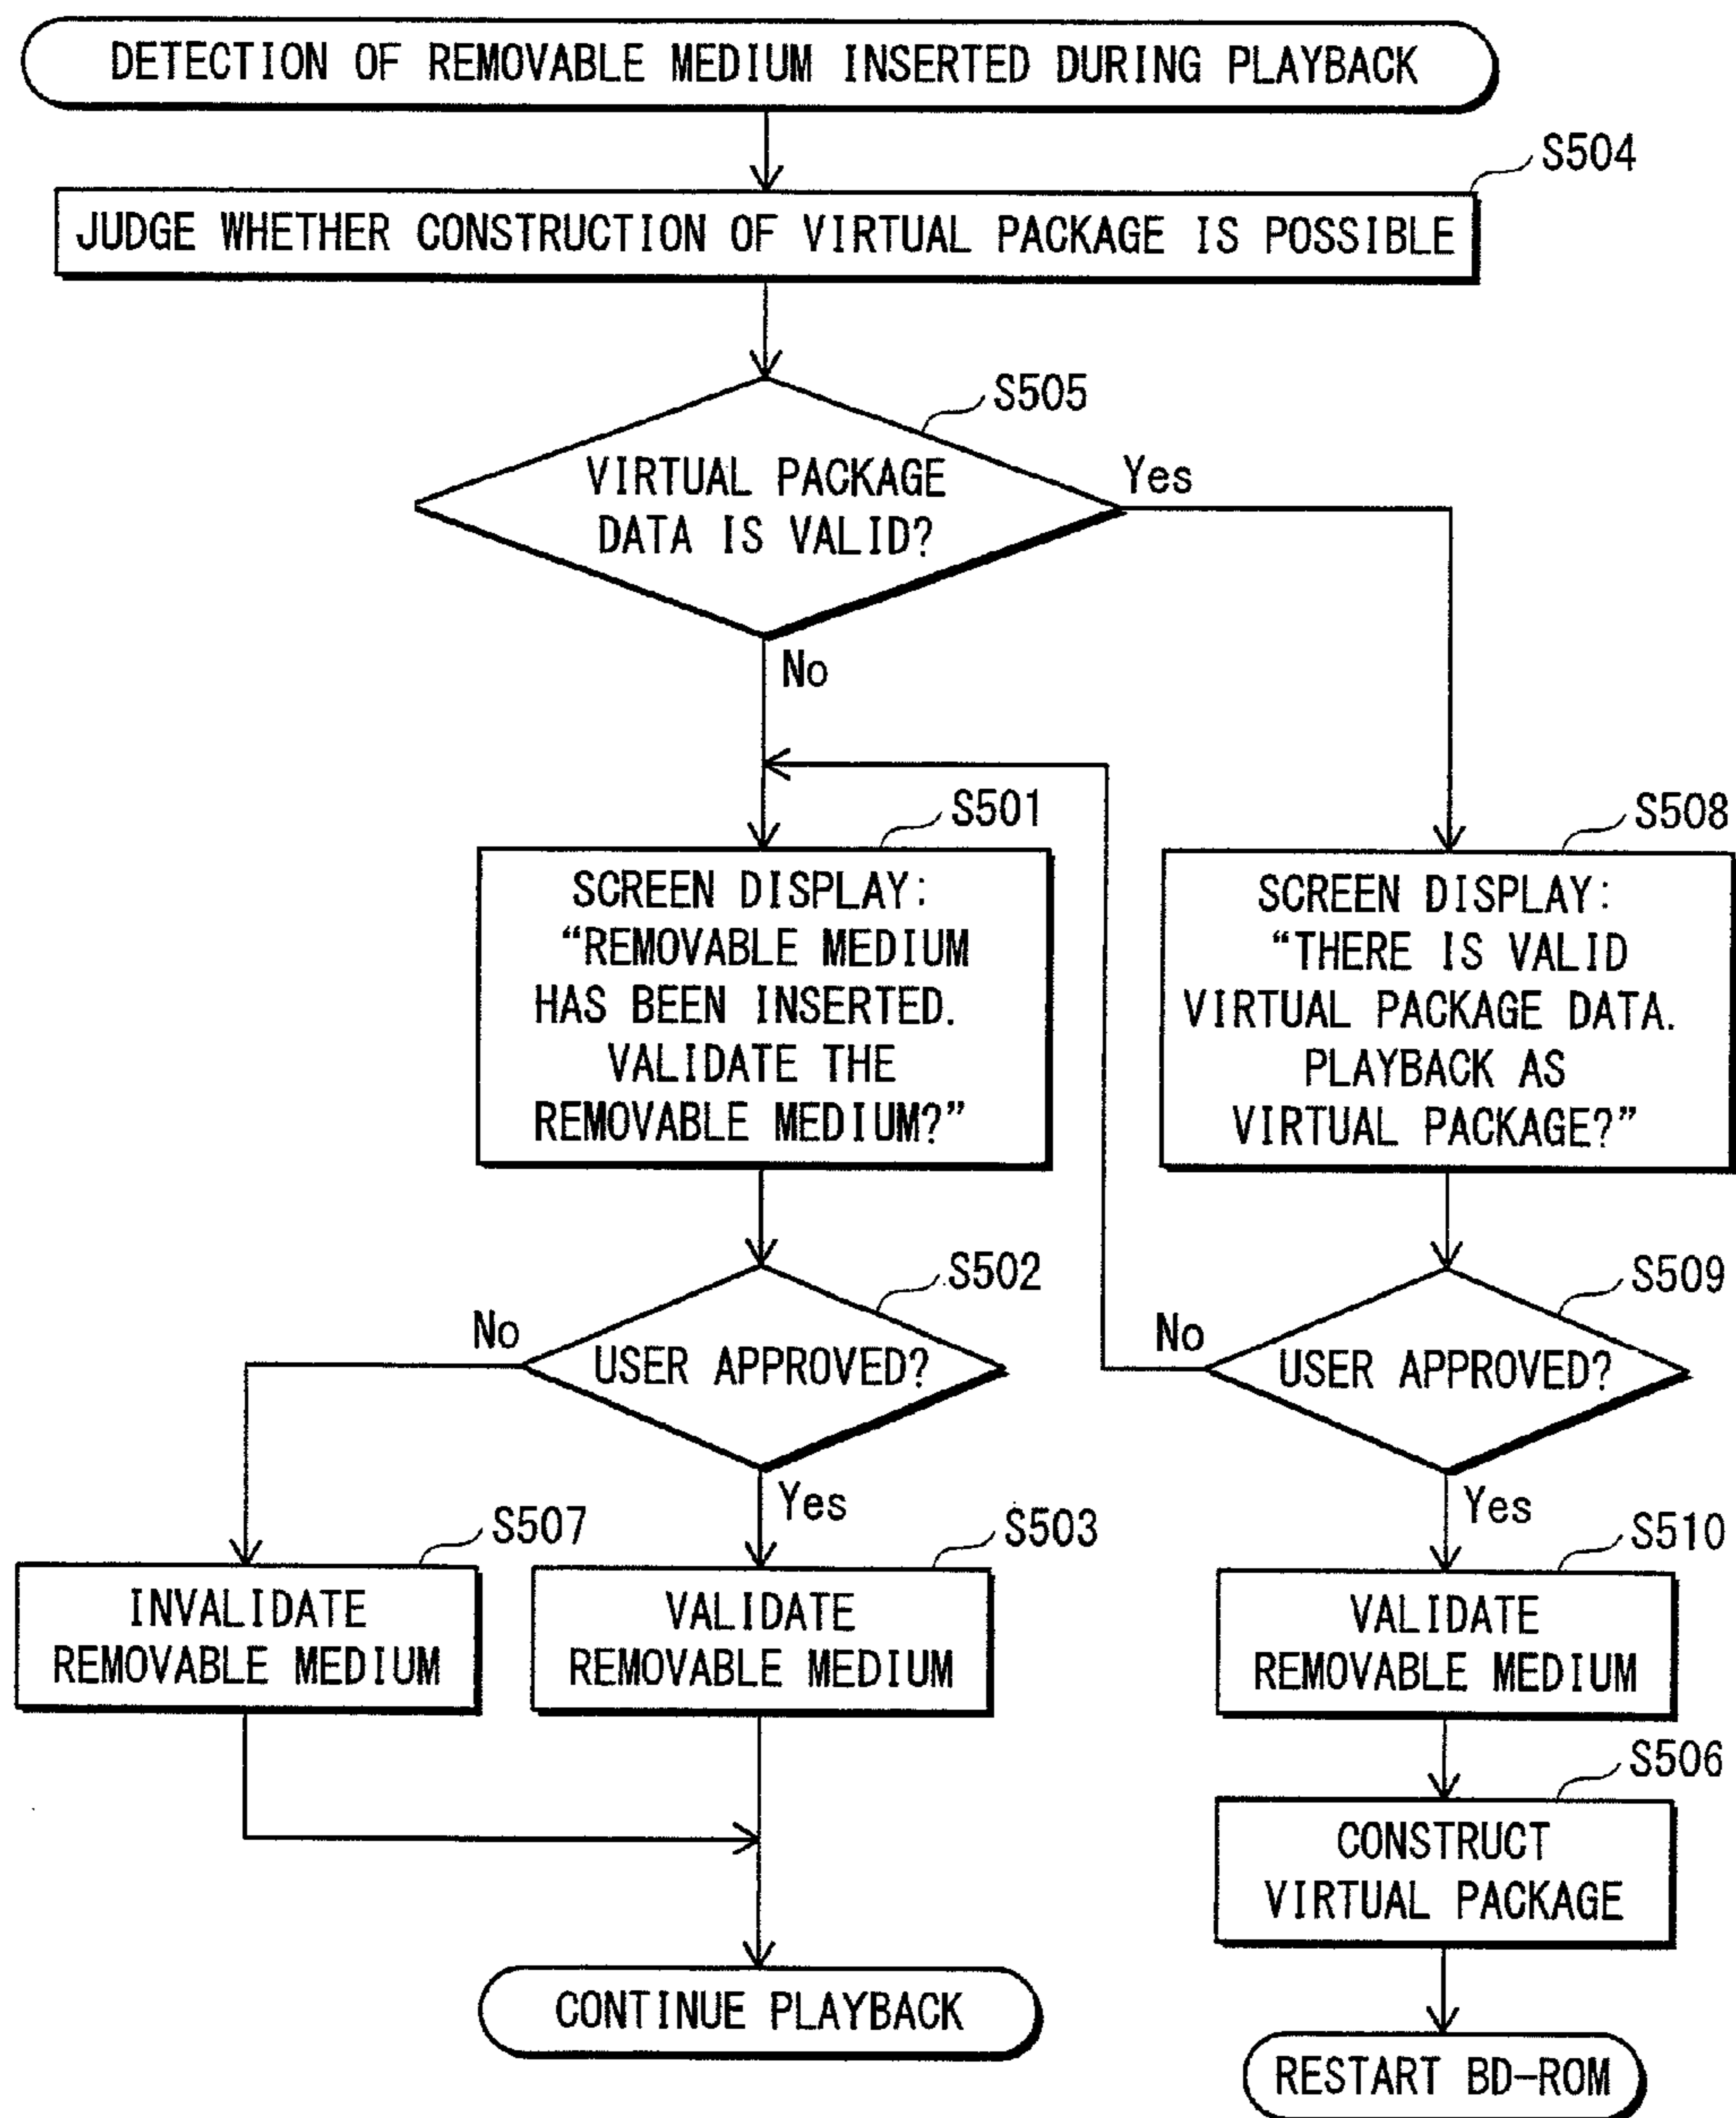 DETECTION OF REMOVABLE MEDIUM INSERTED DURING PLAYBACK
S504
JUDGE WHETHER CONSTRUCTION OF VIRTUAL PACKAGE IS POSSIBLE
S505
VIRTUAL PACKAGE
DATA IS VALID?
Yes
No
S501
SCREEN DISPLAY:
“REMOVABLE MEDIUM
HAS BEEN INSERTED.
VALIDATE THE
REMOVABLE MEDIUM?”
S508
SCREEN DISPLAY:
“THERE IS VALID
VIRTUAL PACKAGE DATA.
PLAYBACK AS
VIRTUAL PACKAGE?”
S502
No
USER APPROVED?
Yes
S509
No
USER APPROVED?
Yes
S507
INVALIDATE
REMOVABLE MEDIUM
S503
VALIDATE
REMOVABLE MEDIUM
S510
VALIDATE
REMOVABLE MEDIUM
S506
CONSTRUCT
VIRTUAL PACKAGE
CONTINUE PLAYBACK
RESTART BD-ROM